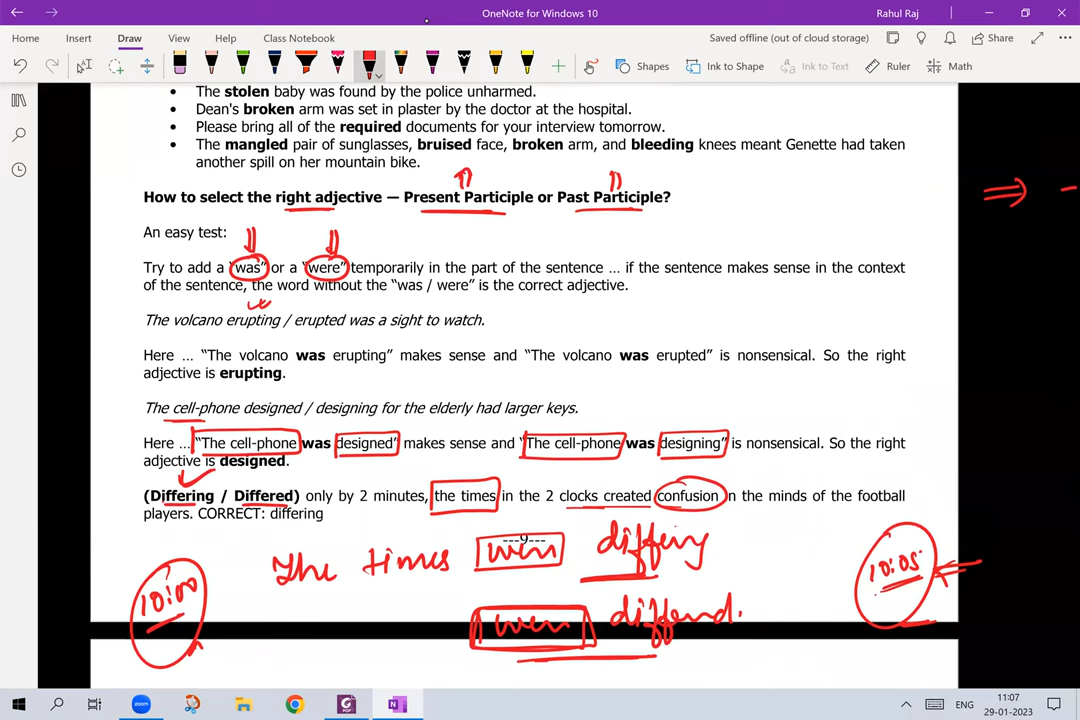 OneNote for Windows 10
Rahul Raj
Home Insert Draw View Help Class Notebook
Saved offline (out of cloud storage)
Share
Shapes
Ink to Shape
Ink to Text
Ruler
Math
• The stolen baby was found by the police unharmed.
• Dean's broken arm was set in plaster by the doctor at the hospital.
• Please bring all of the required documents for your interview tomorrow.
• The mangled pair of sunglasses, bruised face, broken arm, and bleeding knees meant Genette had taken
another spill on her mountain bike.
How to select the right adjective — Present Participle or Past Participle?
An easy test:
Try to add a "was" or a "were" temporarily in the part of the sentence … if the sentence makes sense in the context
of the sentence, the word without the "was / were" is the correct adjective.
The volcano erupting / erupted was a sight to watch.
Here … "The volcano was erupting" makes sense and "The volcano was erupted" is nonsensical. So the right
adjective is erupting.
The cell-phone designed / designing for the elderly had larger keys.
Here … "The cell-phone was designed" makes sense and "The cell-phone was designing" is nonsensical. So the right
adjective is designed.
(Differing / Differed) only by 2 minutes, the times in the 2 clocks created confusion in the minds of the football
players. CORRECT: differing
---9---
The times were differing
were differed.
10:00
10:05
ENG
11:07
29-01-2023